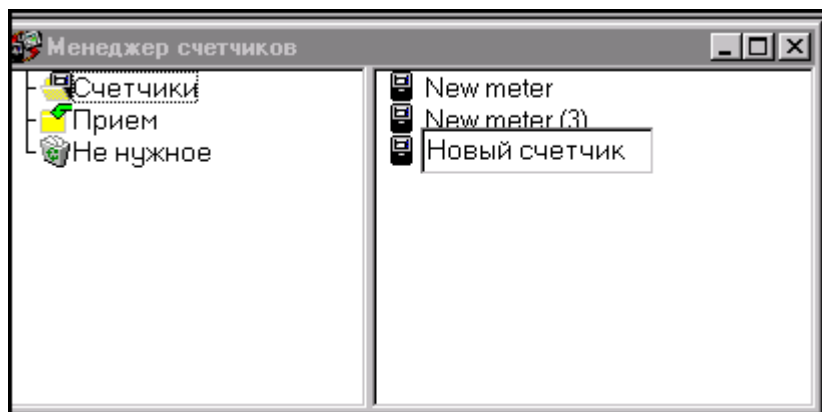 Менеджер счетчиков
Счетчики
Прием
Не нужное
New meter
New meter (3)
Новый счетчик